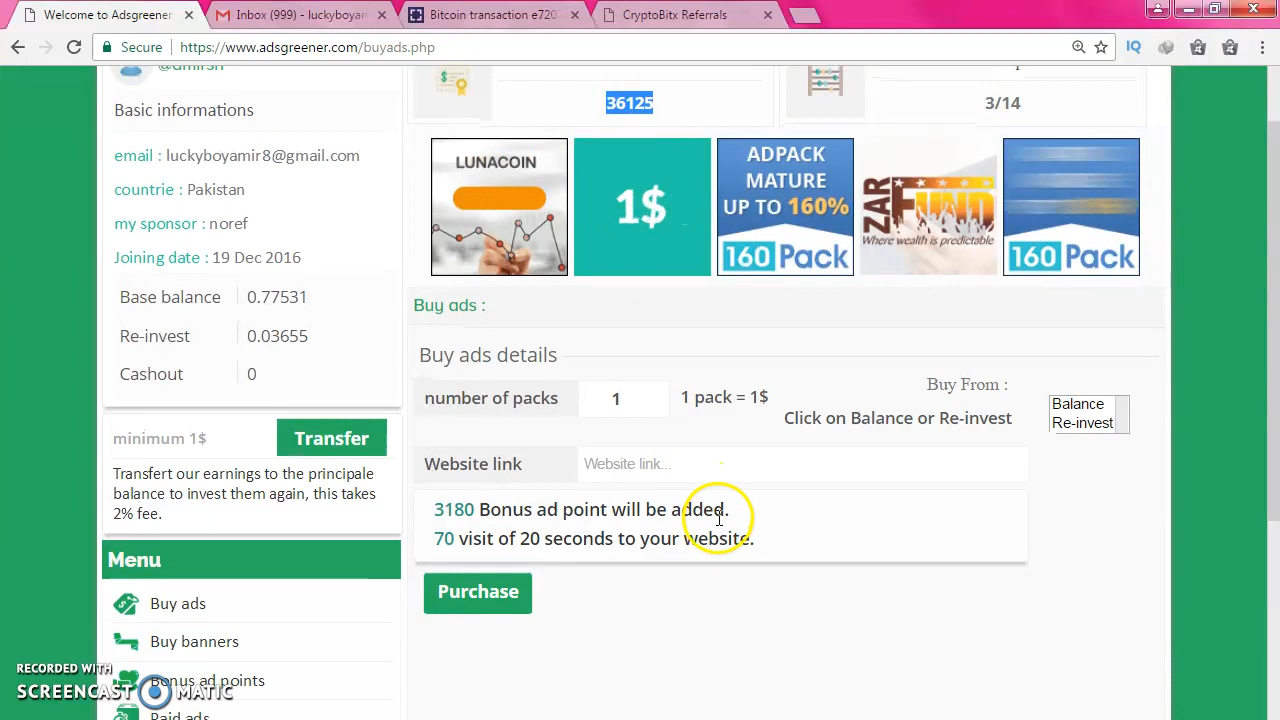 Welcome to Adsgreener
Inbox (999) - luckyboyam
Bitcoin transaction e720
CryptoBitx Referrals
Secure
https://www.adsgreener.com/buyads.php
IQ
@amirsh
Basic informations
email : luckyboyamir8@gmail.com
countrie : Pakistan
my sponsor : noref
Joining date : 19 Dec 2016
Base balance 0.77531
Re-invest 0.03655
Cashout 0
minimum 1$
Transfer
Transfert our earnings to the principale
balance to invest them again, this takes
2% fee.
Menu
Buy ads
Buy banners
Bonus ad points
Paid ads
36125
3/14
LUNACOIN
1$
ADPACK
MATURE
UP TO 160%
160 Pack
ZAR
FUND
Where wealth is predictable
160 Pack
Buy ads :
Buy ads details
number of packs 1 1 pack = 1$
Buy From :
Click on Balance or Re-invest
Balance
Re-invest
Website link Website link...
3180 Bonus ad point will be added.
70 visit of 20 seconds to your website.
Purchase
RECORDED WITH
SCREENCAST MATIC